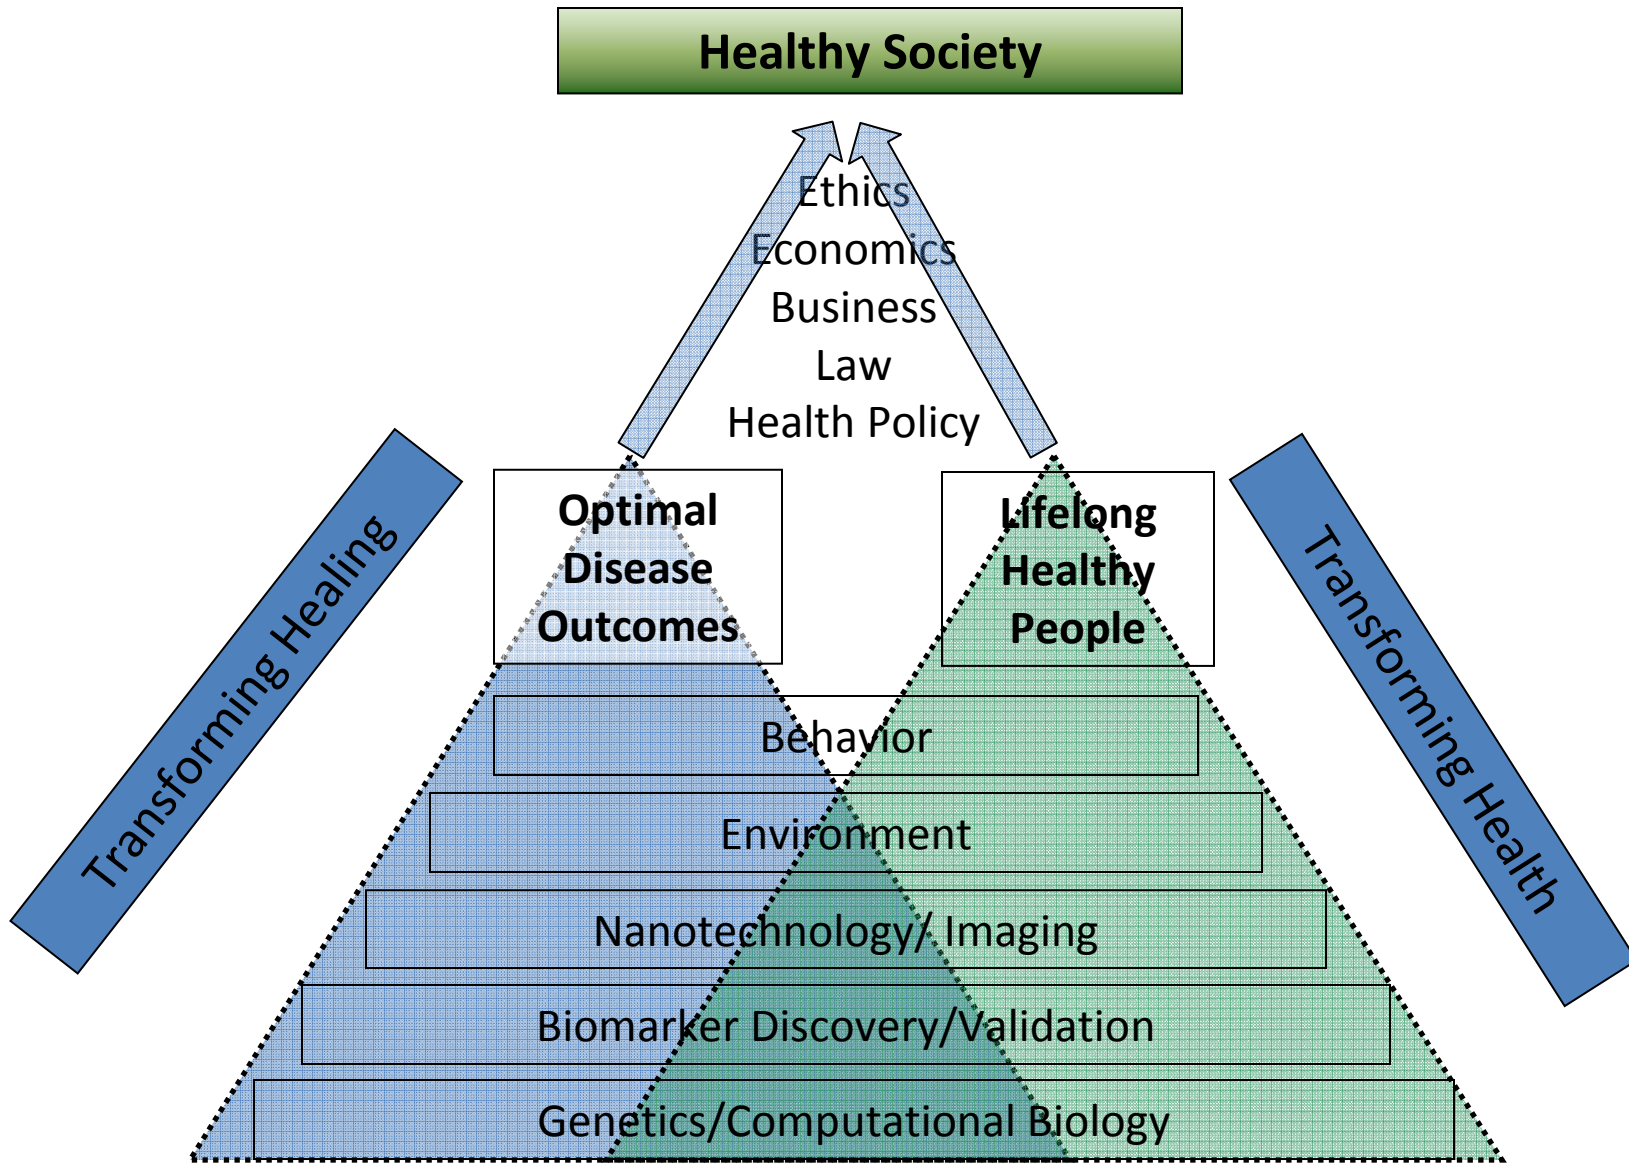 Healthy Society
Ethics
Economics
Business
Law
Health Policy
Transforming Healing
Optimal
Disease
Outcomes
Lifelong
Healthy
People
Transforming Health
Behavior
Environment
Nanotechnology/ Imaging
Biomarker Discovery/Validation
Genetics/Computational Biology